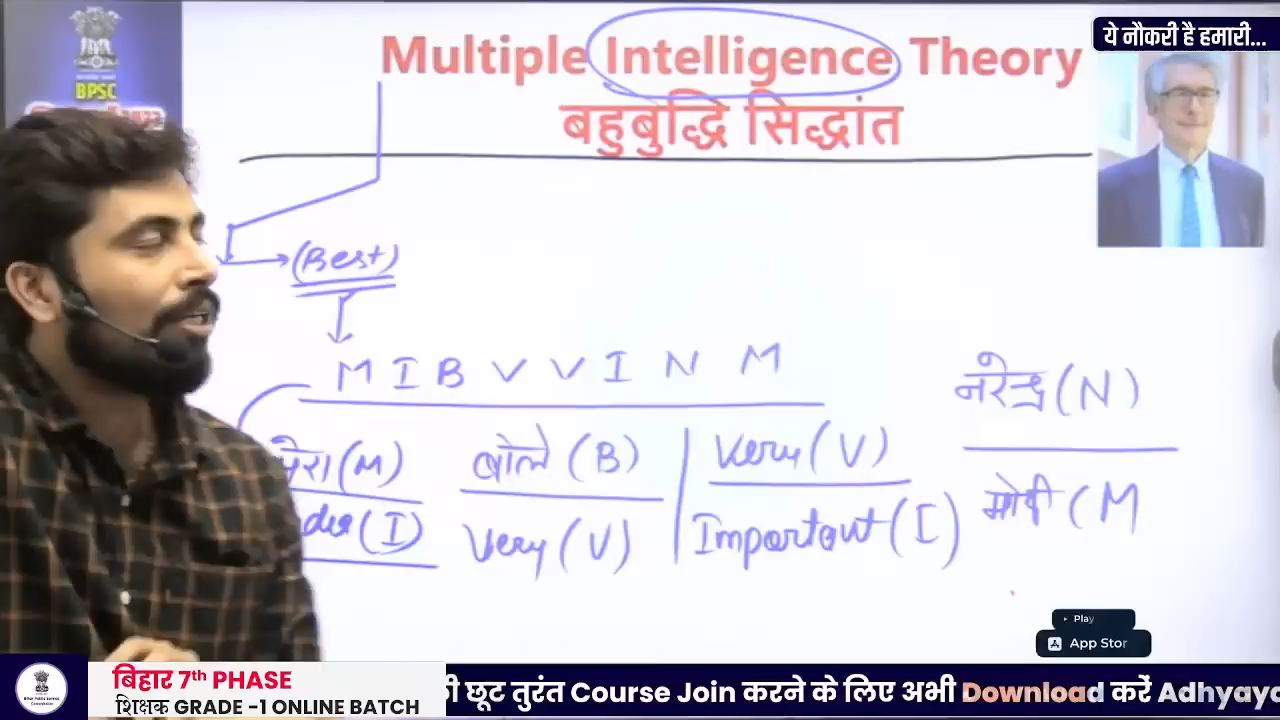 BPSC
Multiple Intelligence Theory
बहुबुद्धि सिद्धांत
ये नौकरी है हमारी...
(Best)
M I B V V I N M
मेरा (M)
(I)
बोले (B)
Very (V)
Very (V)
Important (I)
नरेन्द्र (N)
मोदी (M
Play
App Stor
बिहार 7th PHASE
शिक्षक GRADE -1 ONLINE BATCH
छूट तुरंत Course Join करने के लिए अभी Download करें Adhyaya